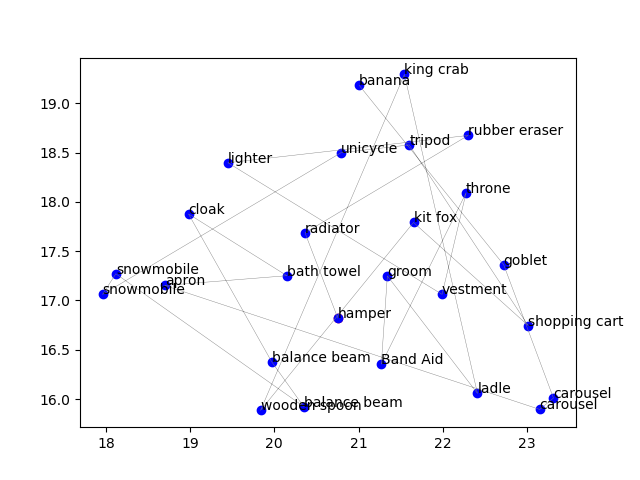 king crab
banana
19.0
rubber eraser
tripod
unicycle
18.5
lighter
throne
18.0
cloak
kit fox
radiator
17.5
goblet
snowmobile
bath towel
groom
apron
17.0
snowmobile
vestment
hamper
shopping cart
16.5
balance beam
Band Aid
ladle
carousel
16.0
balance beam
wooden spoon
carousel
18 19 20 21 22 23